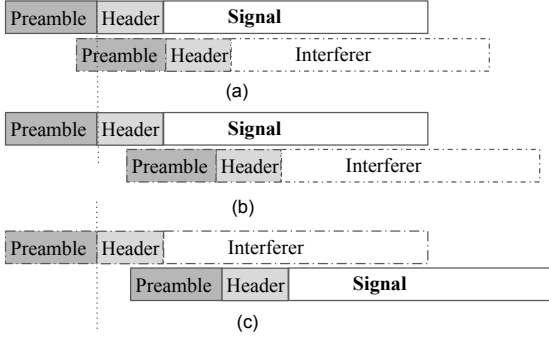 Preamble Header Signal
Preamble Header Interferer
(a)
Preamble Header Signal
Preamble Header Interferer
(b)
Preamble Header Interferer
Preamble Header Signal
(c)